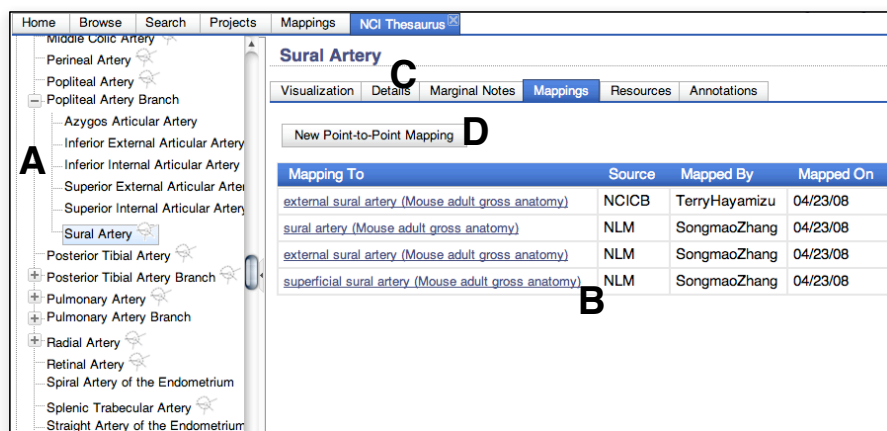 Home Browse Search Projects Mappings NCI Thesaurus
Middle Colic Artery
Perineal Artery
Popliteal Artery
Popliteal Artery Branch
Azygos Articular Artery
Inferior External Articular Artery
Inferior Internal Articular Artery
Superior External Articular Arter
Superior Internal Articular Artery
Sural Artery
Posterior Tibial Artery
Posterior Tibial Artery Branch
Pulmonary Artery
Pulmonary Artery Branch
Radial Artery
Retinal Artery
Spiral Artery of the Endometrium
Splenic Trabecular Artery
Straight Artery of the Endometrium
A
Sural Artery
C
Visualization Details Marginal Notes Mappings Resources Annotations
New Point-to-Point Mapping D
Mapping To Source Mapped By Mapped On
external sural artery (Mouse adult gross anatomy) NCICB TerryHayamizu 04/23/08
sural artery (Mouse adult gross anatomy) NLM SongmaoZhang 04/23/08
external sural artery (Mouse adult gross anatomy) NLM SongmaoZhang 04/23/08
superficial sural artery (Mouse adult gross anatomy) NLM SongmaoZhang 04/23/08
B